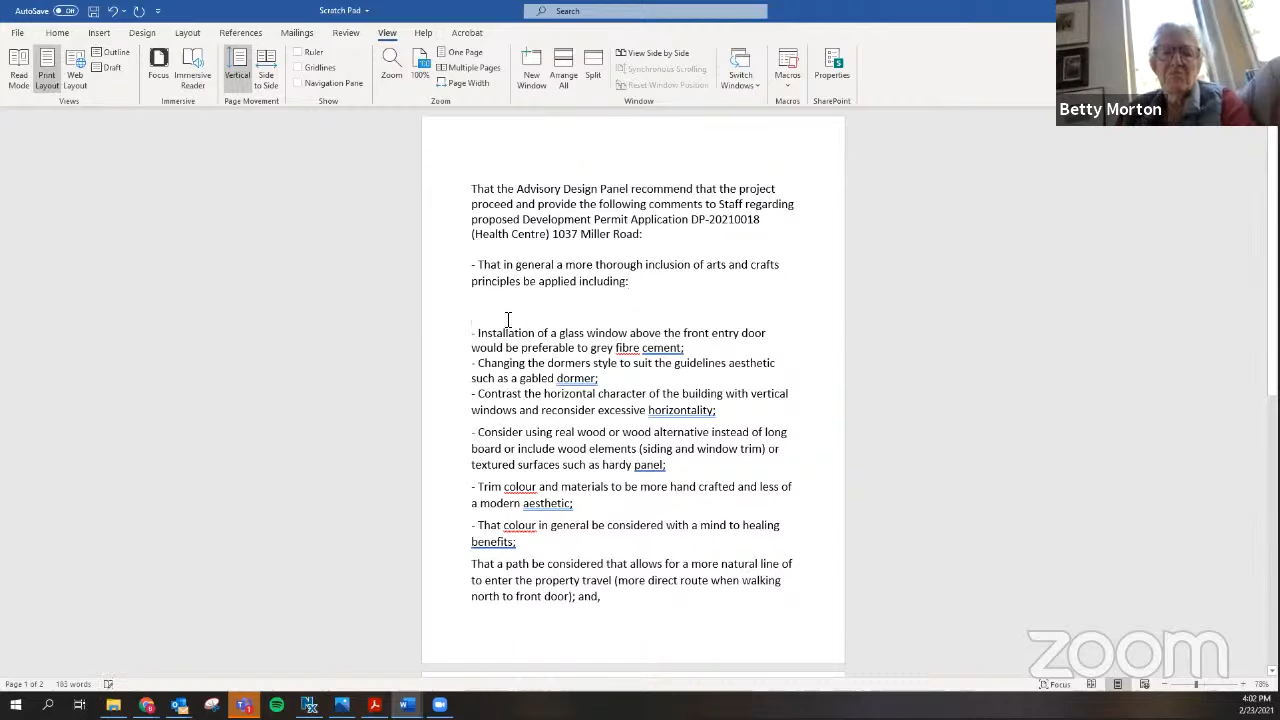 AutoSave Off Scratch Pad Search
File Home Insert Design Layout References Mailings Review View Help Acrobat
Read Mode
Print Layout
Web Layout
Outline
Draft
Views
Focus
Immersive Reader
Immersive
Vertical
Side to Side
Page Movement
Ruler
Gridlines
Navigation Pane
Show
Zoom
100%
One Page
Multiple Pages
Page Width
Zoom
New Window
Arrange All
Split
View Side by Side
Synchronous Scrolling
Reset Window Position
Window
Switch Windows
Macros
Macros
Properties
SharePoint
Betty Morton
That the Advisory Design Panel recommend that the project
proceed and provide the following comments to Staff regarding
proposed Development Permit Application DP-20210018
(Health Centre) 1037 Miller Road:
- That in general a more thorough inclusion of arts and crafts
principles be applied including:
- Installation of a glass window above the front entry door
would be preferable to grey fibre cement;
- Changing the dormers style to suit the guidelines aesthetic
such as a gabled dormer;
- Contrast the horizontal character of the building with vertical
windows and reconsider excessive horizontality;
- Consider using real wood or wood alternative instead of long
board or include wood elements (siding and window trim) or
textured surfaces such as hardy panel;
- Trim colour and materials to be more hand crafted and less of
a modern aesthetic;
- That colour in general be considered with a mind to healing
benefits;
That a path be considered that allows for a more natural line of
to enter the property travel (more direct route when walking
north to front door); and,
zoom
Page 1 of 2 183 words Focus 78%
4:02 PM
2/23/2021